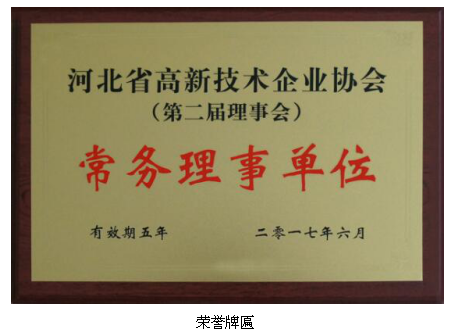 河北省高新技术企业协会
（第二届理事会）
常务理事单位
有效期五年 二零一七年六月
荣誉牌匾